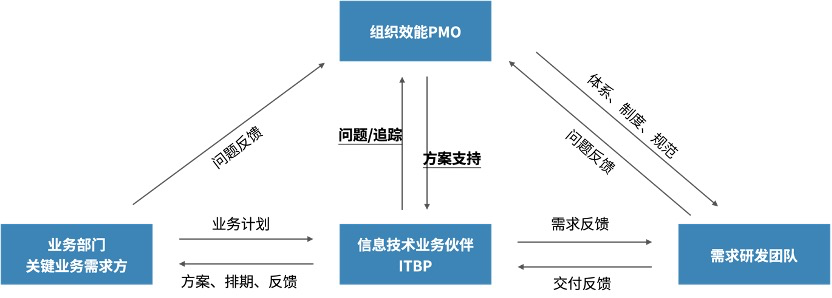 组织效能PMO
体系、制度、规范
问题反馈
问题/追踪
问题反馈
方案支持
业务部门
关键业务需求方
业务计划
方案、排期、反馈
信息技术业务伙伴
ITBP
需求反馈
交付反馈
需求研发团队